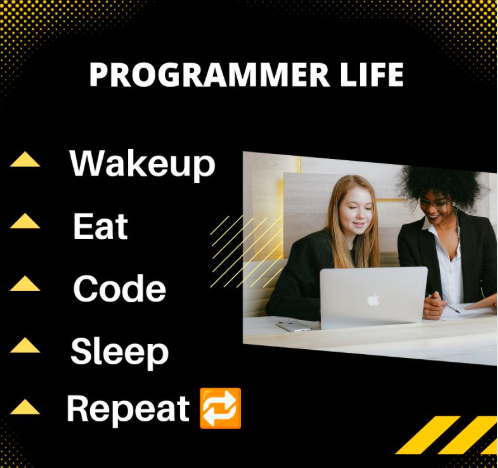 PROGRAMMER LIFE
Wakeup
Eat
Code
Sleep
Repeat 🔁